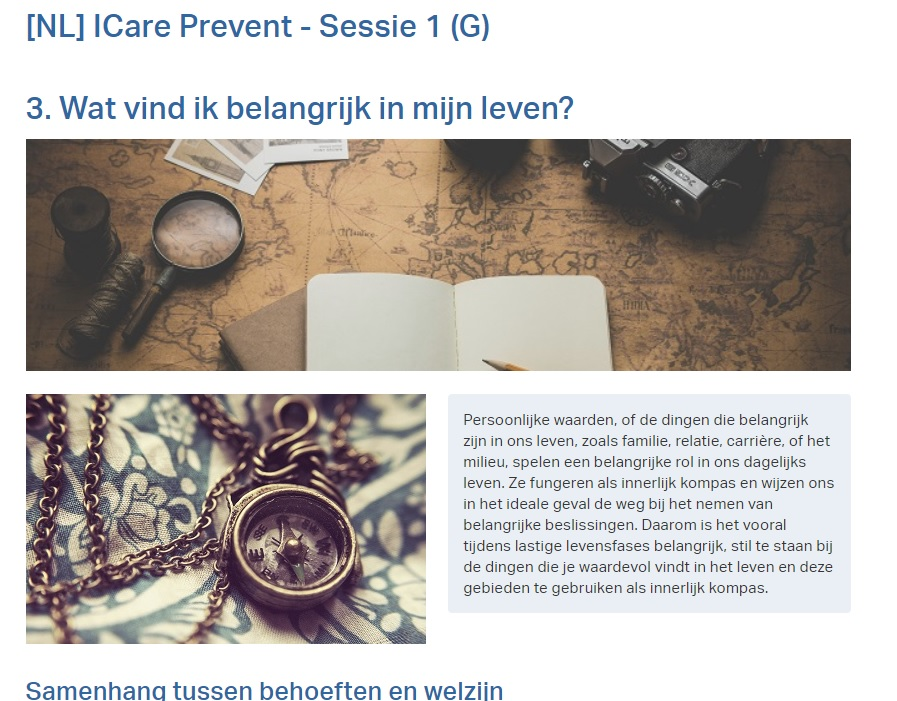 [NL] ICare Prevent - Sessie 1 (G)
3. Wat vind ik belangrijk in mijn leven?
INDIA
SE
SW
E
W
Persoonlijke waarden, of de dingen die belangrijk
zijn in ons leven, zoals familie, relatie, carrière, of het
milieu, spelen een belangrijke rol in ons dagelijks
leven. Ze fungeren als innerlijk kompas en wijzen ons
in het ideale geval de weg bij het nemen van
belangrijke beslissingen. Daarom is het vooral
tijdens lastige levensfases belangrijk, stil te staan bij
de dingen die je waardevol vindt in het leven en deze
gebieden te gebruiken als innerlijk kompas.
Samenhang tussen behoeften en welzijn